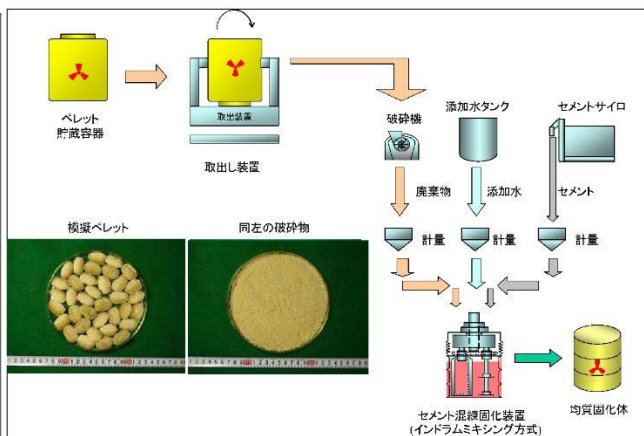 ペレット
貯蔵容器
取出装置
取出し装置
破砕機
添加水タンク
セメントサイロ
廃棄物
添加水
セメント
計量
計量
計量
模擬ペレット
同左の破砕物
セメント混練固化装置
(インドラムミキシング方式)
均質固化体